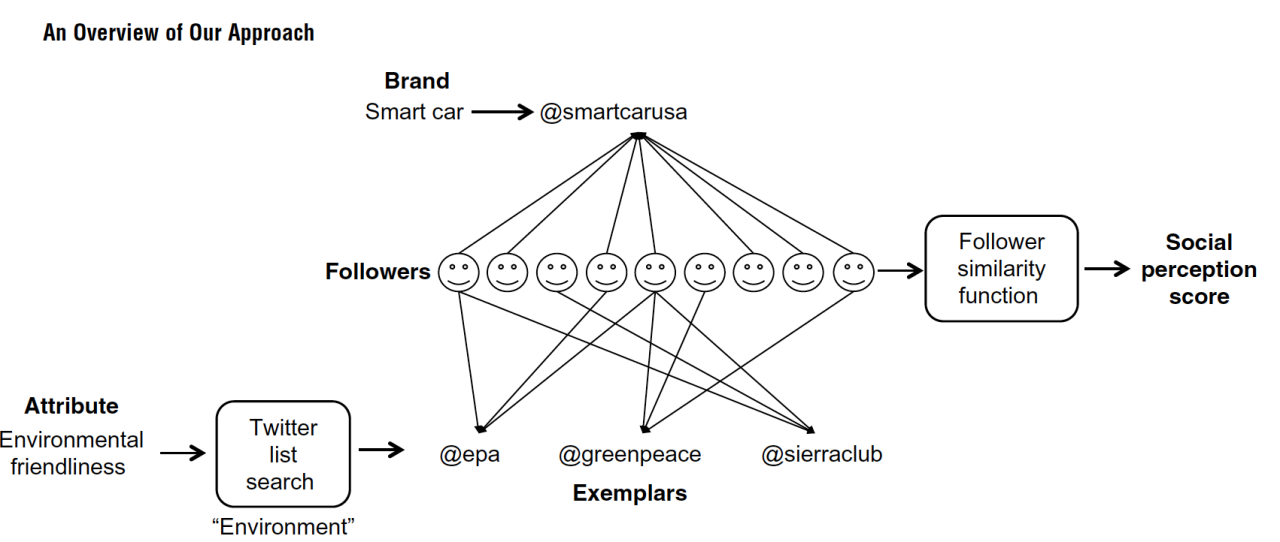 An Overview of Our Approach
Brand
Smart car
@smartcarusa
Followers
Follower
similarity
function
Social
perception
score
Attribute
Environmental
friendliness
Twitter
list
search
“Environment”
@epa
@greenpeace
@sierraclub
Exemplars